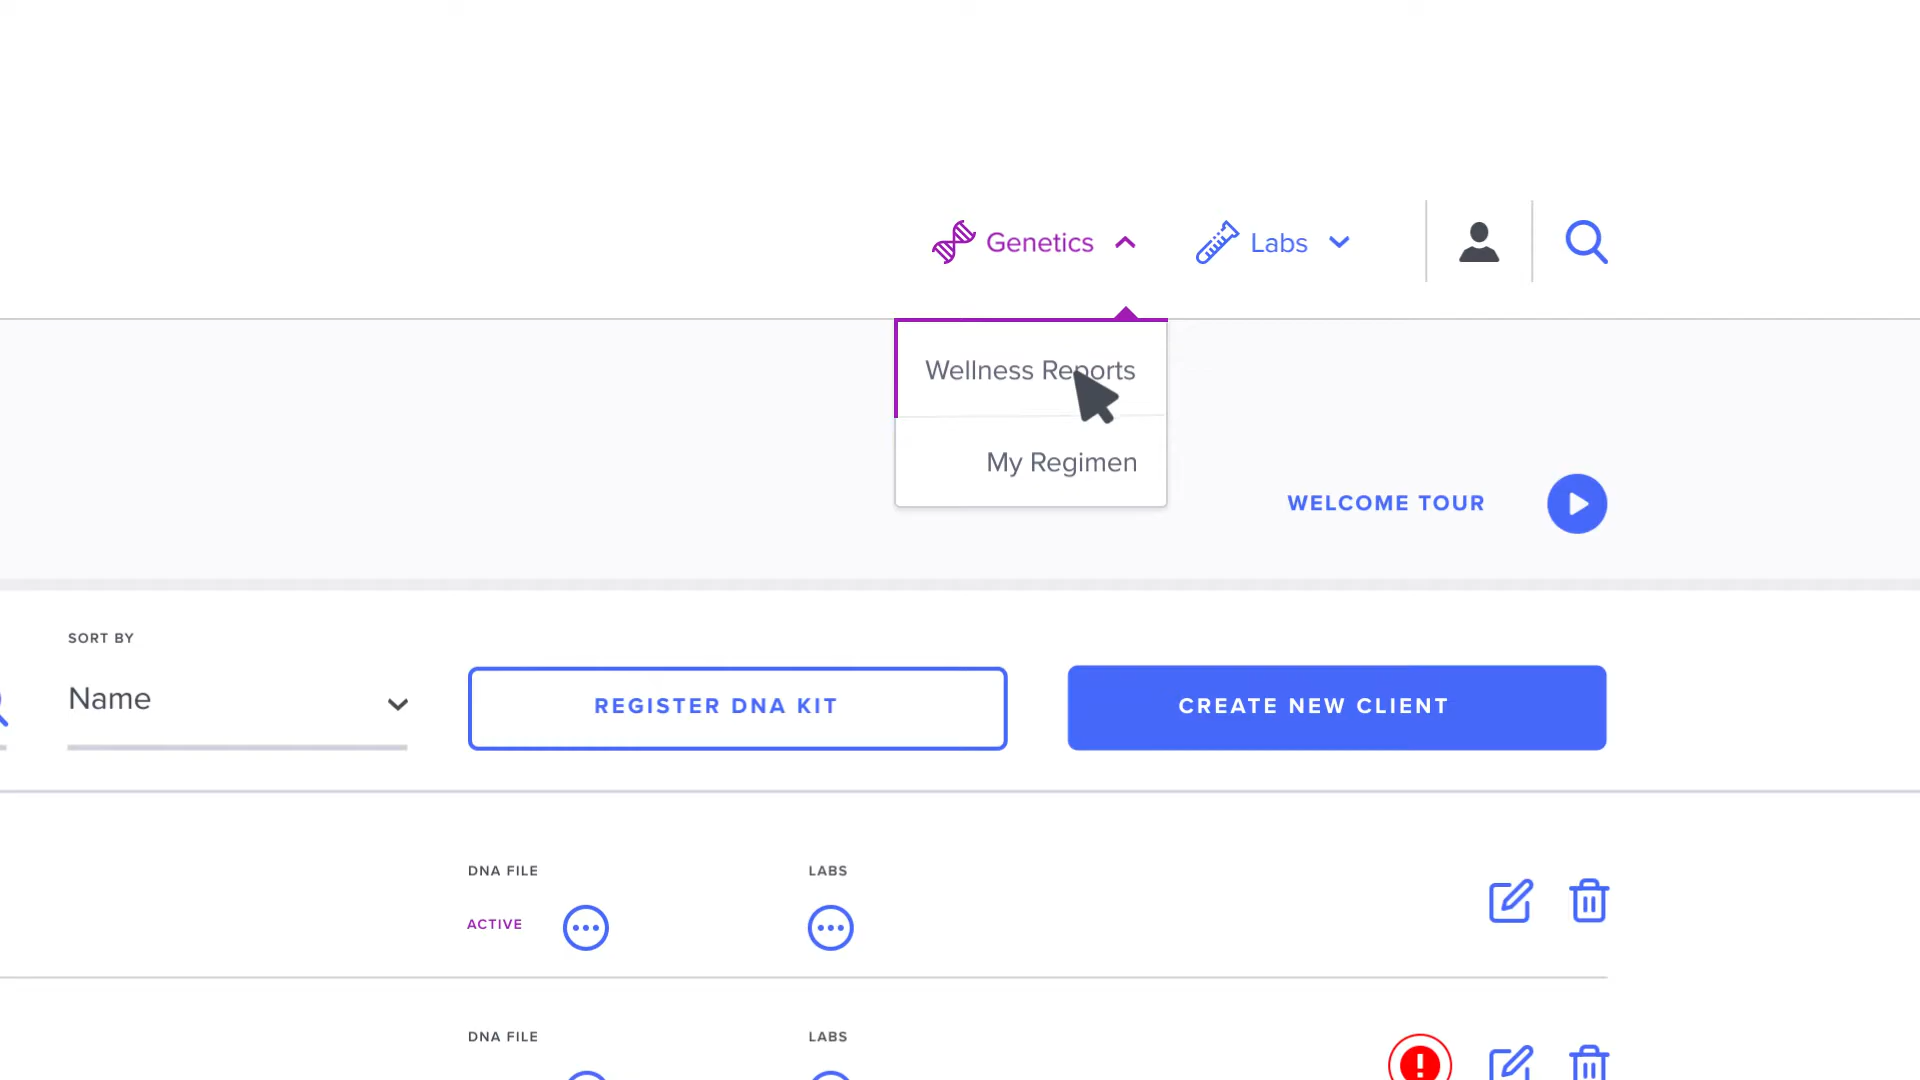 Genetics
Labs
Wellness Reports
My Regimen
WELCOME TOUR
SORT BY
Name
REGISTER DNA KIT
CREATE NEW CLIENT
DNA FILE
LABS
ACTIVE
DNA FILE
LABS